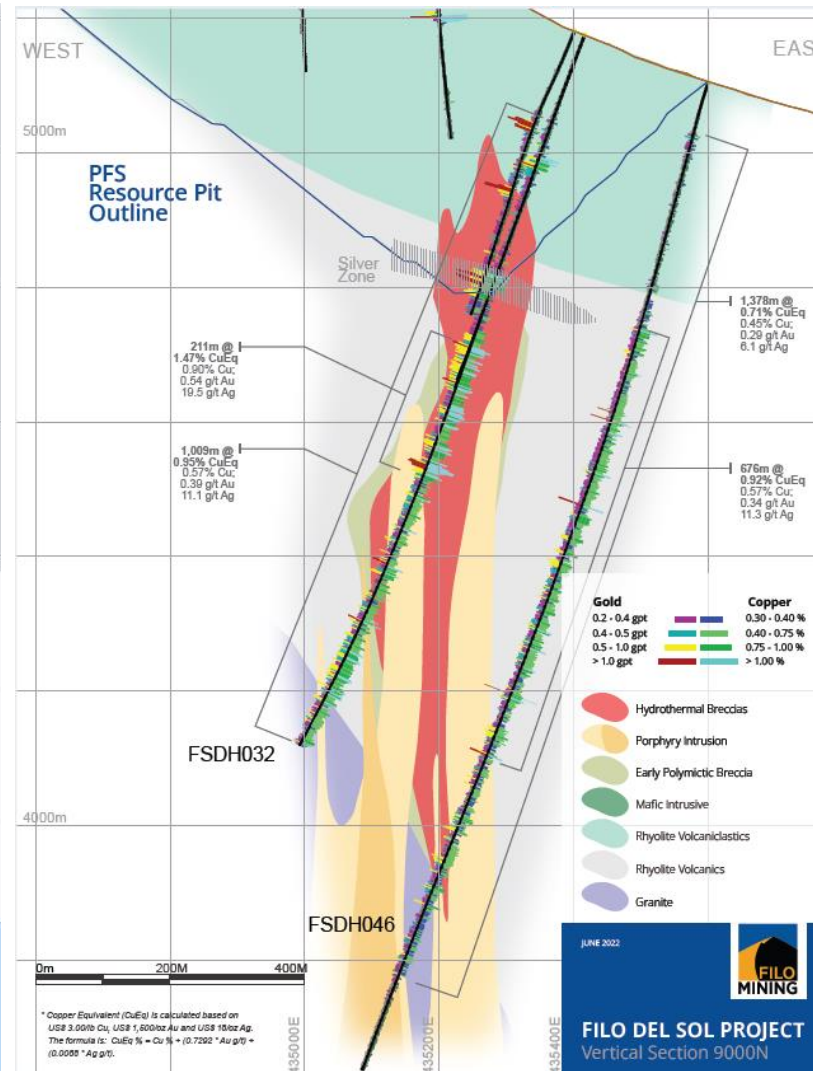 WEST
EAS
5000m
PFS
Resource Pit
Outline
Silver
Zone
1,378m @
0.71% CuEq
0.45% Cu;
0.29 g/t Au
6.1 g/t Ag
211m @
1.47% CuEq
0.90% Cu;
0.54 g/t Au
19.5 g/t Ag
1,009m @
0.95% CuEq
0.57% Cu;
0.39 g/t Au
11.1 g/t Ag
676m @
0.92% CuEq
0.57% Cu;
0.34 g/t Au
11.3 g/t Ag
Gold Copper
0.2 - 0.4 gpt 0.30 - 0.40 %
0.4 - 0.5 gpt 0.40 - 0.75 %
0.5 - 1.0 gpt 0.75 - 1.00 %
> 1.0 gpt > 1.00 %
Hydrothermal Breccias
Porphyry Intrusion
Early Polymictic Breccia
Mafic Intrusive
Rhyolite Volcaniclastics
Rhyolite Volcanics
Granite
FSDH032
4000m
FSDH046
0m 200M 400M
* Copper Equivalent (CuEq) is calculated based on
US$ 3.00/lb Cu, US$ 1,500/oz Au and US$ 18/oz Ag.
The formula is: CuEq % = Cu % + (0.7292 * Au g/t) +
(0.0088 * Ag g/t).
435000E
435200E
435400E
JUNE 2022
FILO
MINING
FILO DEL SOL PROJECT
Vertical Section 9000N